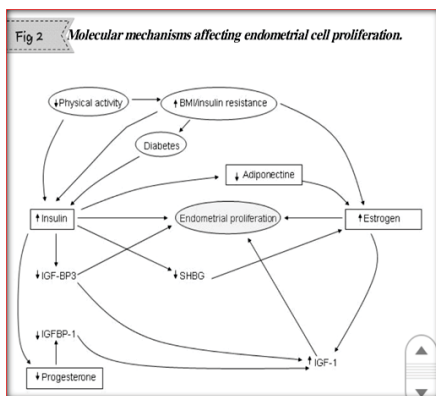 Fig 2
Molecular mechanisms affecting endometrial cell proliferation.
↓Physical activity
↑ BMI/insulin resistance
Diabetes
↓ Adiponectine
↑Insulin
Endometrial proliferation
↑Estrogen
↓IGF-BP3
↓SHBG
↓IGFBP-1
↑ IGF-1
↓Progesterone